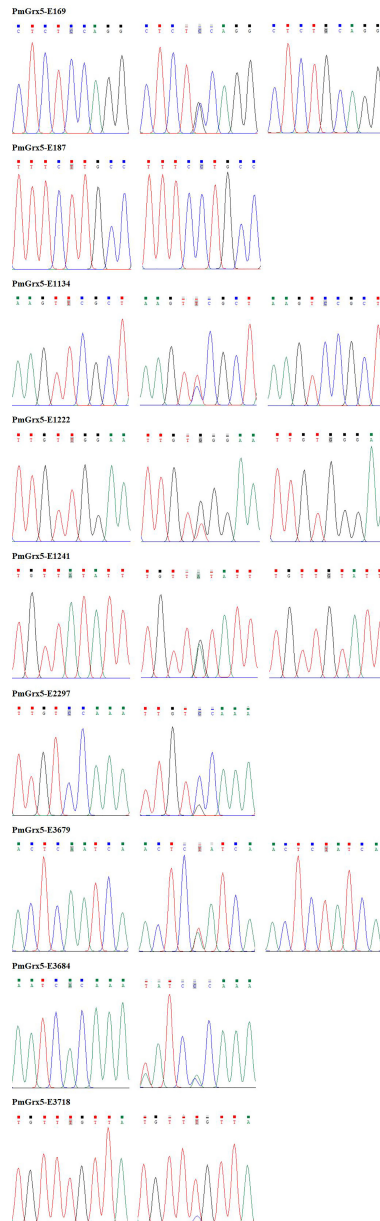 PmGrx5-E169
C T C T C A G G
C T C T C A G G
C T C T C A G G
PmGrx5-E187
T T T C T G C C
T T T C T G C C
PmGrx5-E1134
A A G T C G C T
A A G T C G C T
A A G T C G C T
PmGrx5-E1222
T T G T G G A A
T T G T G G A A
T T G T G G A
PmGrx5-E1241
T G T T T A T T
T G T T T A T T
T G T T T A T T
PmGrx5-E2297
T T G T C A A A
T T G T C A A A
PmGrx5-E3679
A C T C A T C A
A C T C A T C A
A C T C A T C A
PmGrx5-E3684
A A T C C A A A
T A T C C A A A
PmGrx5-E3718
T G T T G T T A
T G T T G T T A